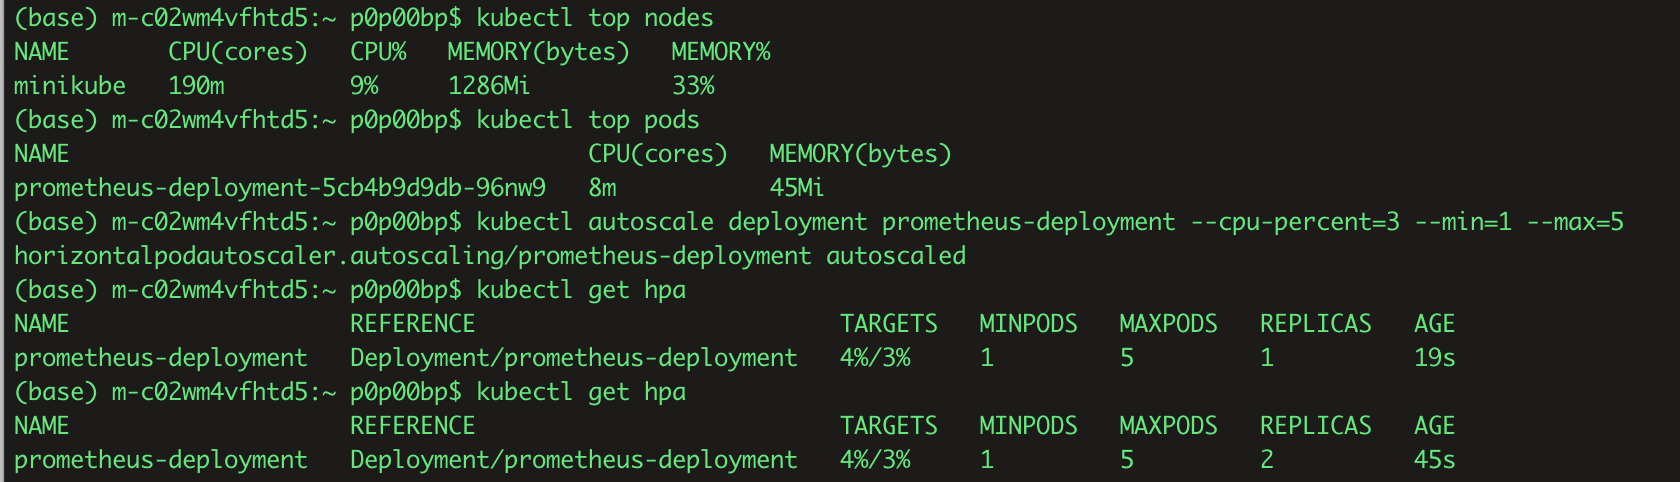 (base) m-c02wm4vfhtd5:~ p0p00bp$ kubectl top nodes
NAME       CPU(cores)   CPU%   MEMORY(bytes)   MEMORY%
minikube   190m         9%     1286Mi          33%
(base) m-c02wm4vfhtd5:~ p0p00bp$ kubectl top pods
NAME                                     CPU(cores)   MEMORY(bytes)
prometheus-deployment-5cb4b9d9db-96nw9   8m           45Mi
(base) m-c02wm4vfhtd5:~ p0p00bp$ kubectl autoscale deployment prometheus-deployment --cpu-percent=3 --min=1 --max=5
horizontalpodautoscaler.autoscaling/prometheus-deployment autoscaled
(base) m-c02wm4vfhtd5:~ p0p00bp$ kubectl get hpa
NAME                    REFERENCE                          TARGETS   MINPODS   MAXPODS   REPLICAS   AGE
prometheus-deployment   Deployment/prometheus-deployment   4%/3%     1         5         1          19s
(base) m-c02wm4vfhtd5:~ p0p00bp$ kubectl get hpa
NAME                    REFERENCE                          TARGETS   MINPODS   MAXPODS   REPLICAS   AGE
prometheus-deployment   Deployment/prometheus-deployment   4%/3%     1         5         2          45s